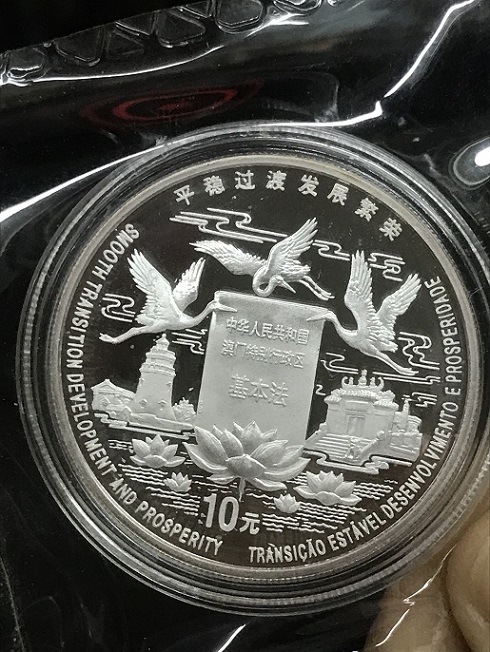 平稳过渡发展繁荣
SMOOTH TRANSITION DEVELOPMENT AND PROSPERITY
TRANSIÇÃO ESTÁVEL DESENVOLVIMENTO E PROSPERIDADE
中华人民共和国
澳门特别行政区
基本法
10元